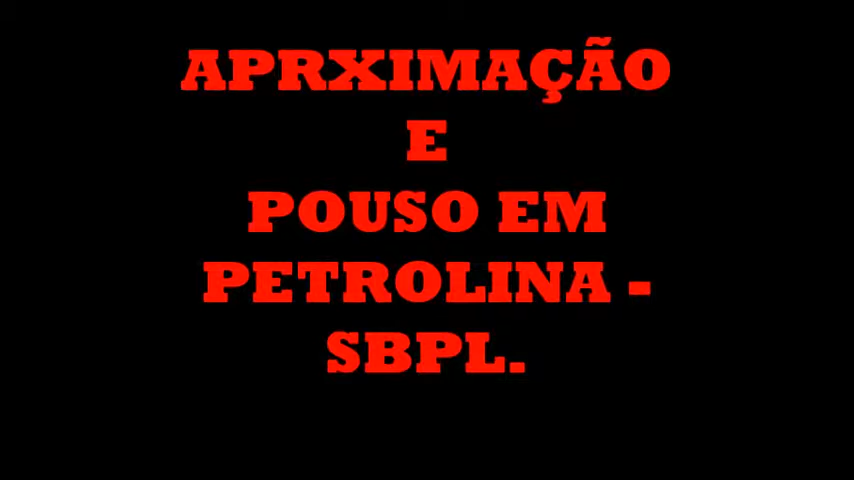 APRXIMAÇÃO
E
POUSO EM
PETROLINA -
SBPL.